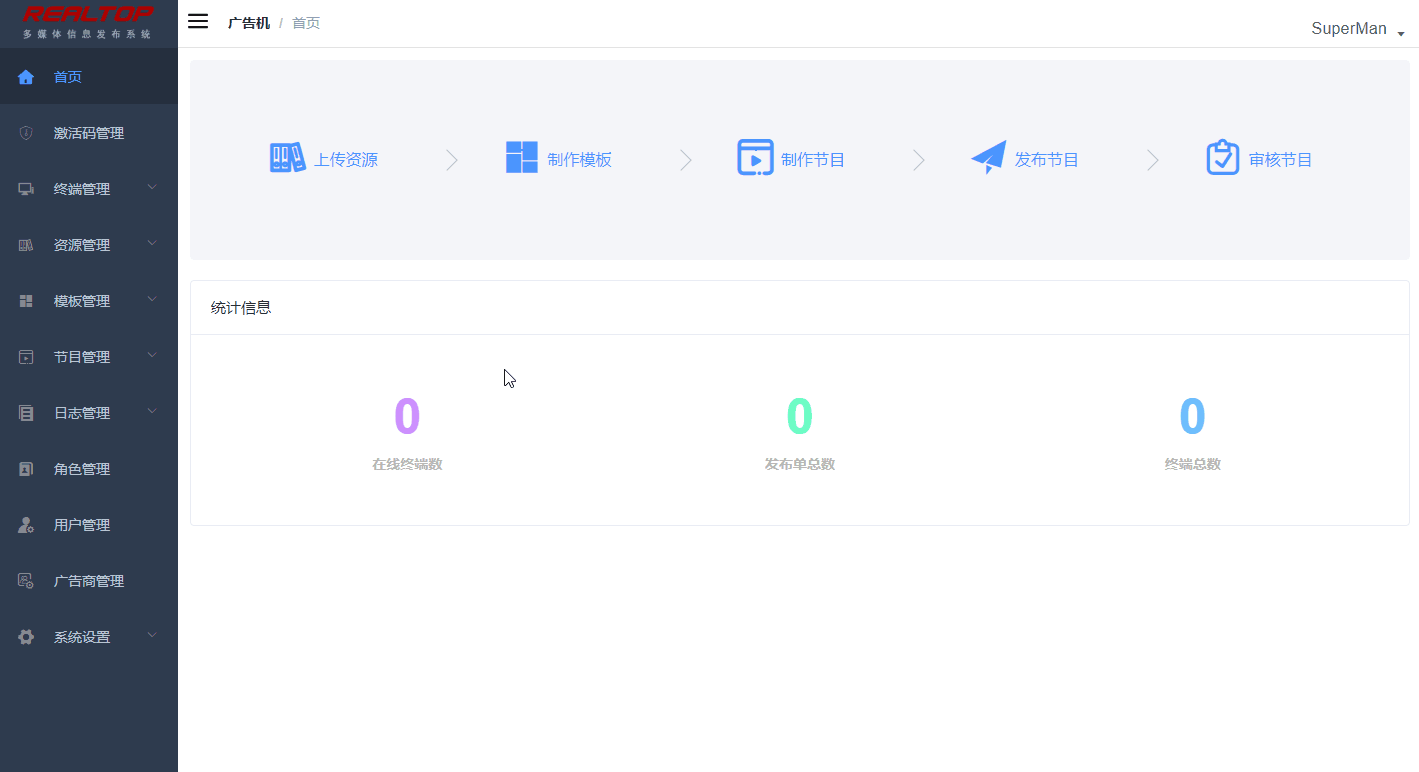 REALTOP
多媒体信息发布系统
广告机 / 首页
SuperMan
首页
激活码管理
终端管理
资源管理
模板管理
节目管理
日志管理
角色管理
用户管理
广告商管理
系统设置
上传资源
制作模板
制作节目
发布节目
审核节目
统计信息
0
在线终端数
0
发布单总数
0
终端总数